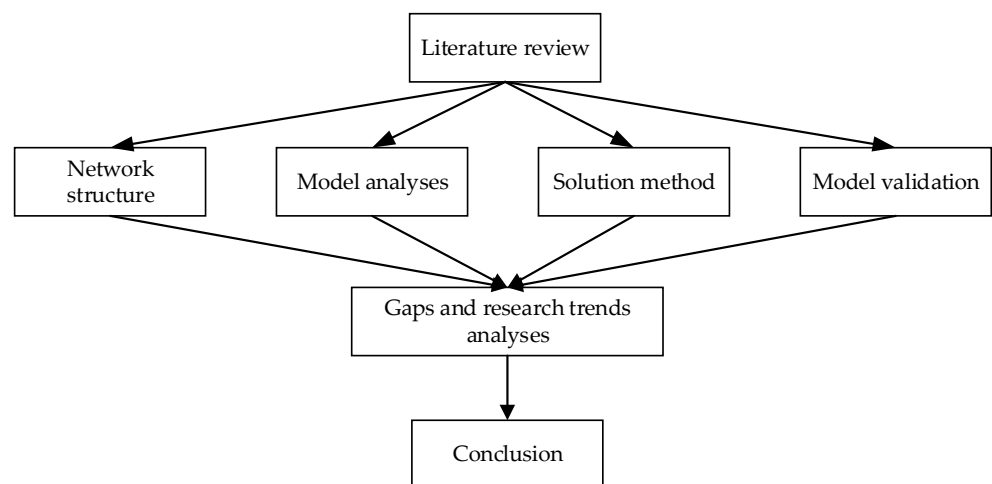 Literature review
Network
structure
Model analyses
Solution method
Model validation
Gaps and research trends
analyses
Conclusion